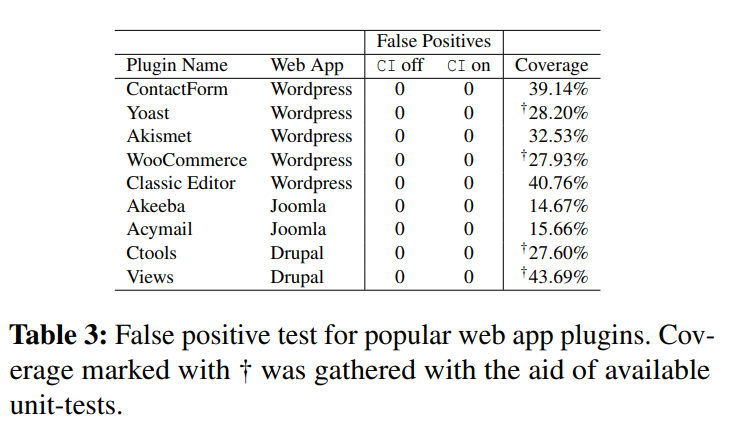 False Positives
Plugin Name Web App CI off CI on Coverage
ContactForm Wordpress 0 0 39.14%
Yoast Wordpress 0 0 †28.20%
Akismet Wordpress 0 0 32.53%
WooCommerce Wordpress 0 0 †27.93%
Classic Editor Wordpress 0 0 40.76%
Akeeba Joomla 0 0 14.67%
Acymail Joomla 0 0 15.66%
Ctools Drupal 0 0 †27.60%
Views Drupal 0 0 †43.69%
Table 3: False positive test for popular web app plugins. Cov-
erage marked with † was gathered with the aid of available
unit-tests.